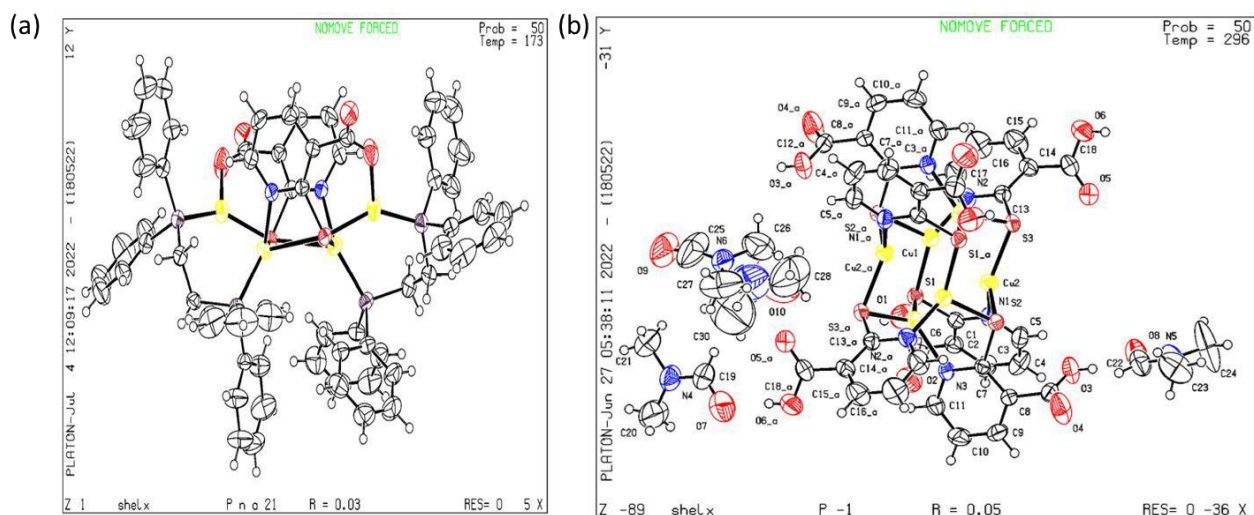 (a)
NOMOVE FORCED
Prob = 50
Temp = 173
12 Y
PLATON-Jul 4 12:09:17 2022 - (180522)
Z 1 shelx P n a 21 R = 0.03 RES= 0 5 X
(b)
NOMOVE FORCED
Prob = 50
Temp = 296
-31 Y
PLATON-Jun 27 05:38:11 2022 - (180522)
C10_a
O4_a
C9_a
C8_a
C11_a
C15
O6
C12_a
C7_a
C3_a
C16
C14
C18
O3_a
C4_a
C17
N2
O5
C5_a
C13
S2_a
N1_a
S1_a
S3
C25
N6
C26
Cu1
O9
Cu2_a
Cu2
C28
C27
S1
N1
S2
O10
O1
C30
S3_a
C6
C1
C5
C21
C13_a
C2
O8
N5
O5_a
N2_a
C3
C4
C22
C24
C19
C14_a
O2
N3
O3
C23
N4
C18_a
C7
C15_a
C11
C8
C20
O7
O6_a
C16_a
C9
O4
C10
Z -89 shelx P -1 R = 0.05 RES= 0 -36 X